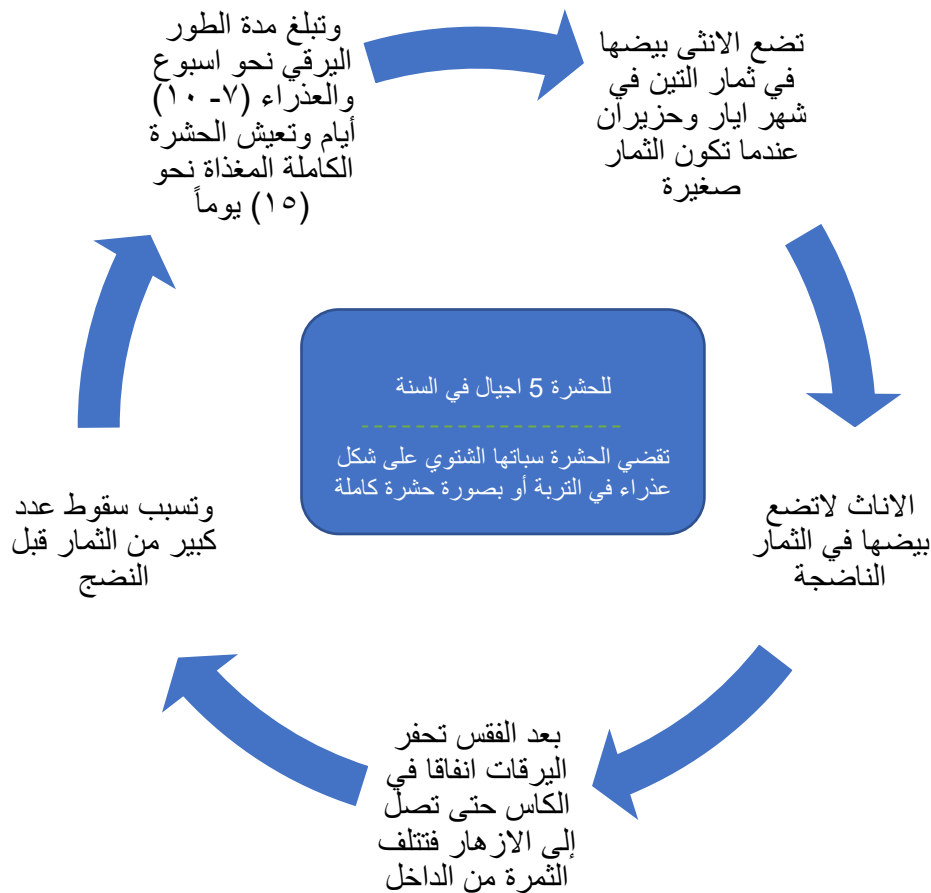 تضع الانثى بيضها
في ثمار التين في
شهر ايار وحزيران
عندما تكون الثمار
صغيرة
الاناث لاتضع
بيضها في الثمار
الناضجة
بعد الفقس تحفر
اليرقات انفاقا في
الكاس حتى تصل
إلى الازهار فتتلف
الثمرة من الداخل
وتسبب سقوط عدد
كبير من الثمار قبل
النضج
وتبلغ مدة الطور
اليرقي نحو اسبوع
والعذراء (٧- ١٠)
أيام وتعيش الحشرة
الكاملة المغذاة نحو
(١٥) يوماً
للحشرة 5 اجيال في السنة
تقضي الحشرة سباتها الشتوي على شكل
عذراء في التربة أو بصورة حشرة كاملة